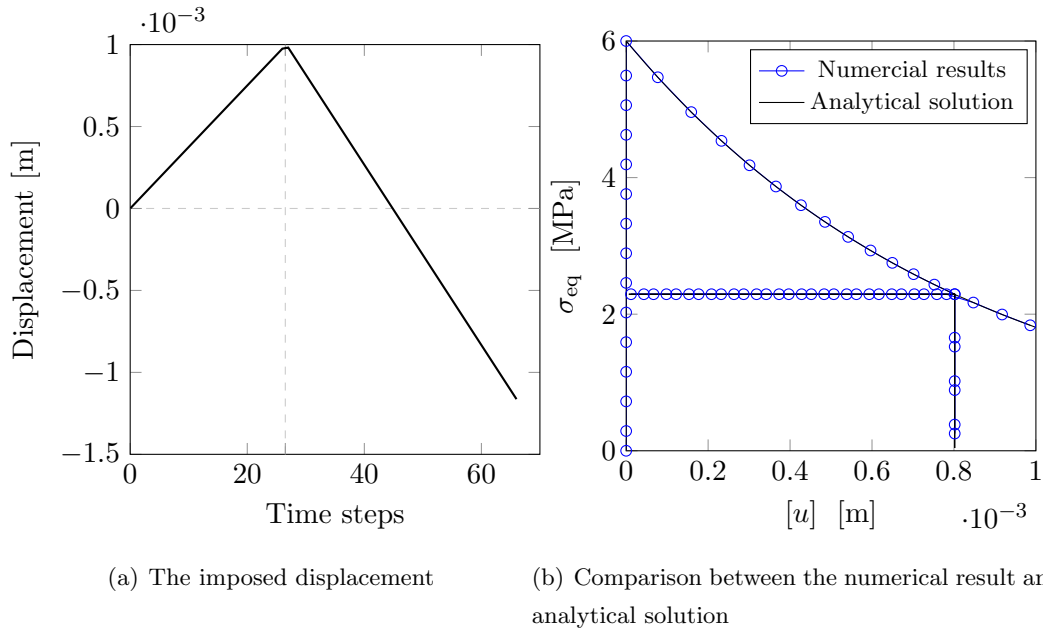 ·10⁻³
1
0.5
0
−0.5
−1
−1.5
0 20 40 60
Time steps
Displacement [m]
(a) The imposed displacement
6
4
2
0
0 0.2 0.4 0.6 0.8 1
·10⁻³
[u] [m]
σeq [MPa]
Numercial results
Analytical solution
(b) Comparison between the numerical result
analytical solution